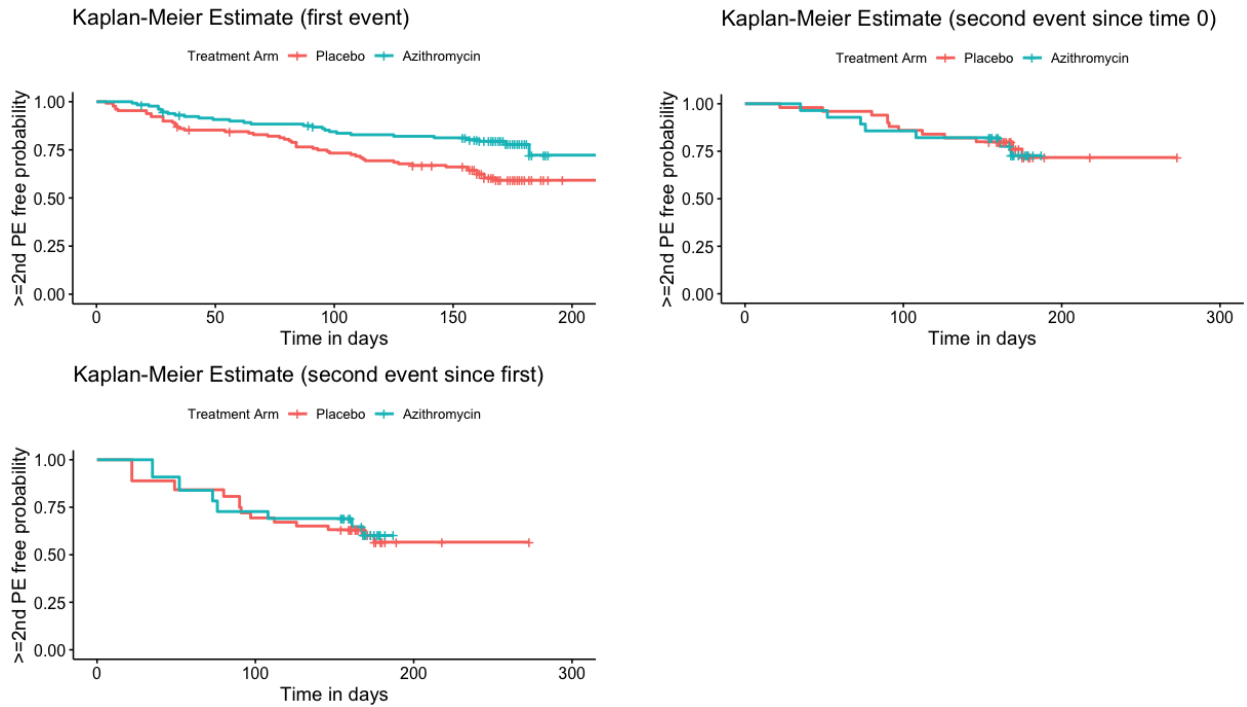 Kaplan-Meier Estimate (first event)
Treatment Arm Placebo Azithromycin
>=2nd PE free probability
1.00
0.75
0.50
0.25
0.00
0 50 100 150 200
Time in days
Kaplan-Meier Estimate (second event since time 0)
Treatment Arm Placebo Azithromycin
>=2nd PE free probability
1.00
0.75
0.50
0.25
0.00
0 100 200 300
Time in days
Kaplan-Meier Estimate (second event since first)
Treatment Arm Placebo Azithromycin
>=2nd PE free probability
1.00
0.75
0.50
0.25
0.00
0 100 200 300
Time in days